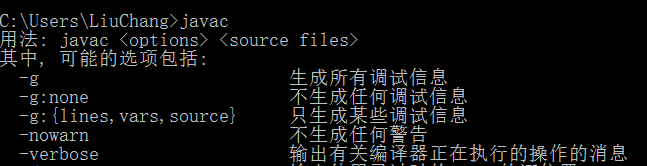 C:\Users\LiuChang>javac
用法: javac <options> <source files>
其中, 可能的选项包括:
-g 生成所有调试信息
-g:none 不生成任何调试信息
-g:{lines,vars,source} 只生成某些调试信息
-nowarn 不生成任何警告
-verbose 输出有关编译器正在执行的操作的消息